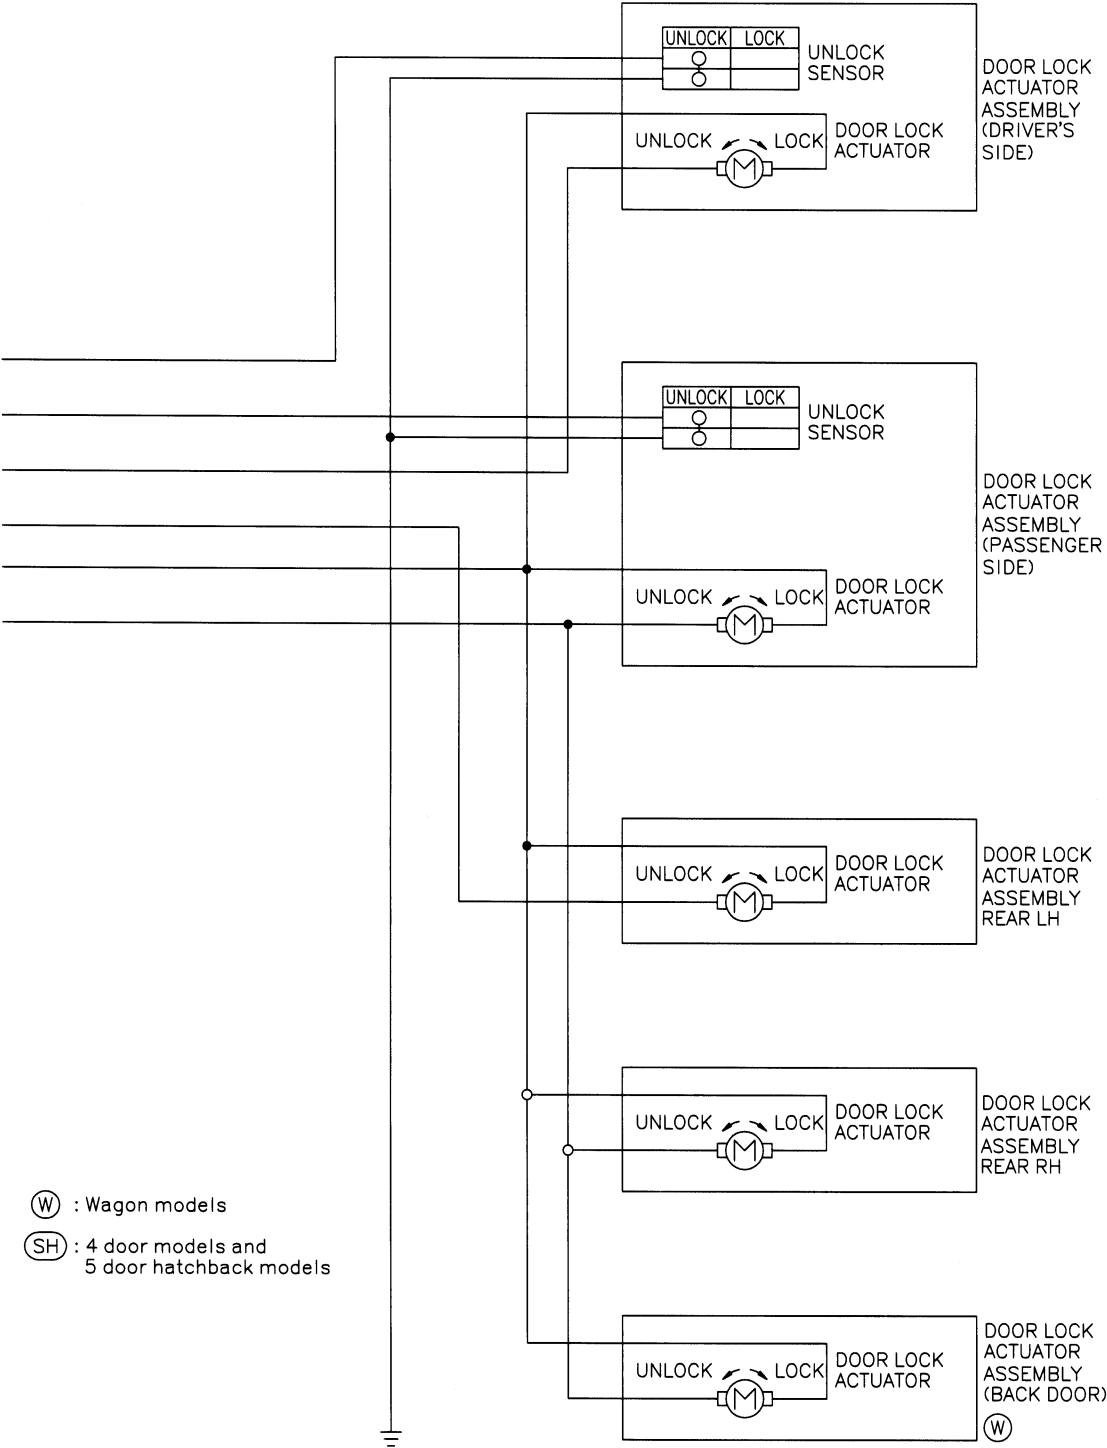 UNLOCK LOCK
UNLOCK
SENSOR
DOOR LOCK
ACTUATOR
ASSEMBLY
(DRIVER'S
SIDE)
UNLOCK LOCK
M
DOOR LOCK
ACTUATOR
UNLOCK LOCK
UNLOCK
SENSOR
DOOR LOCK
ACTUATOR
ASSEMBLY
(PASSENGER
SIDE)
UNLOCK LOCK
M
DOOR LOCK
ACTUATOR
UNLOCK LOCK
M
DOOR LOCK
ACTUATOR
DOOR LOCK
ACTUATOR
ASSEMBLY
REAR LH
UNLOCK LOCK
M
DOOR LOCK
ACTUATOR
DOOR LOCK
ACTUATOR
ASSEMBLY
REAR RH
W : Wagon models
SH : 4 door models and
5 door hatchback models
UNLOCK LOCK
M
DOOR LOCK
ACTUATOR
DOOR LOCK
ACTUATOR
ASSEMBLY
(BACK DOOR)
W